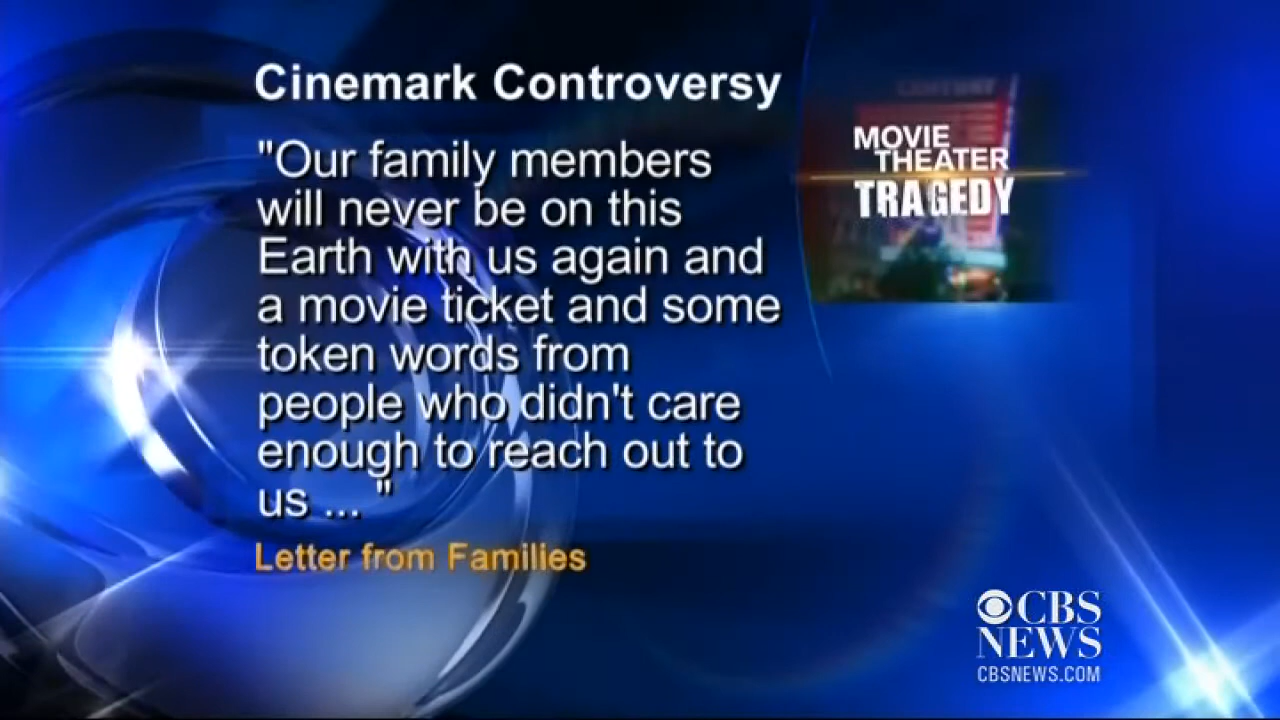 Cinemark Controversy
"Our family members
will never be on this
Earth with us again and
a movie ticket and some
token words from
people who didn't care
enough to reach out to
us ... "
Letter from Families
CENTURY
MOVIE
THEATER
TRAGEDY
CBS
NEWS
CBSNEWS.COM